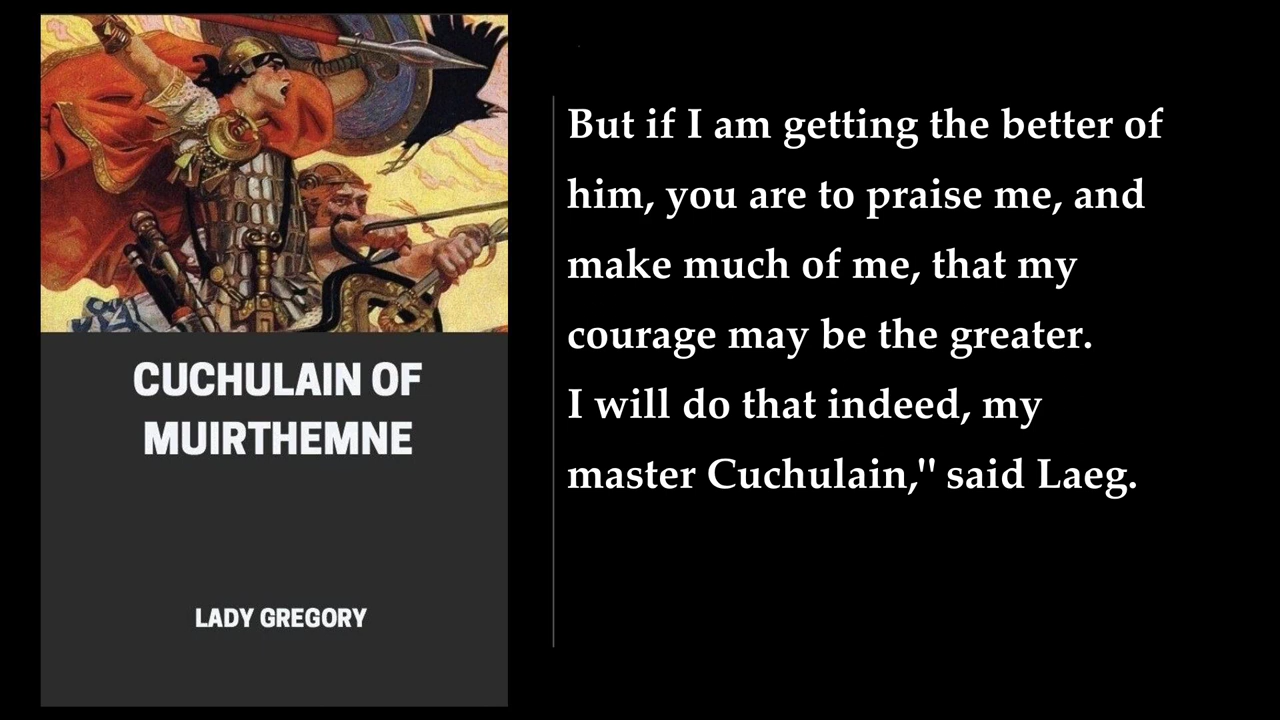 CUCHULAIN OF
MUIRTHEMNE
LADY GREGORY
But if I am getting the better of
him, you are to praise me, and
make much of me, that my
courage may be the greater.
I will do that indeed, my
master Cuchulain," said Laeg.